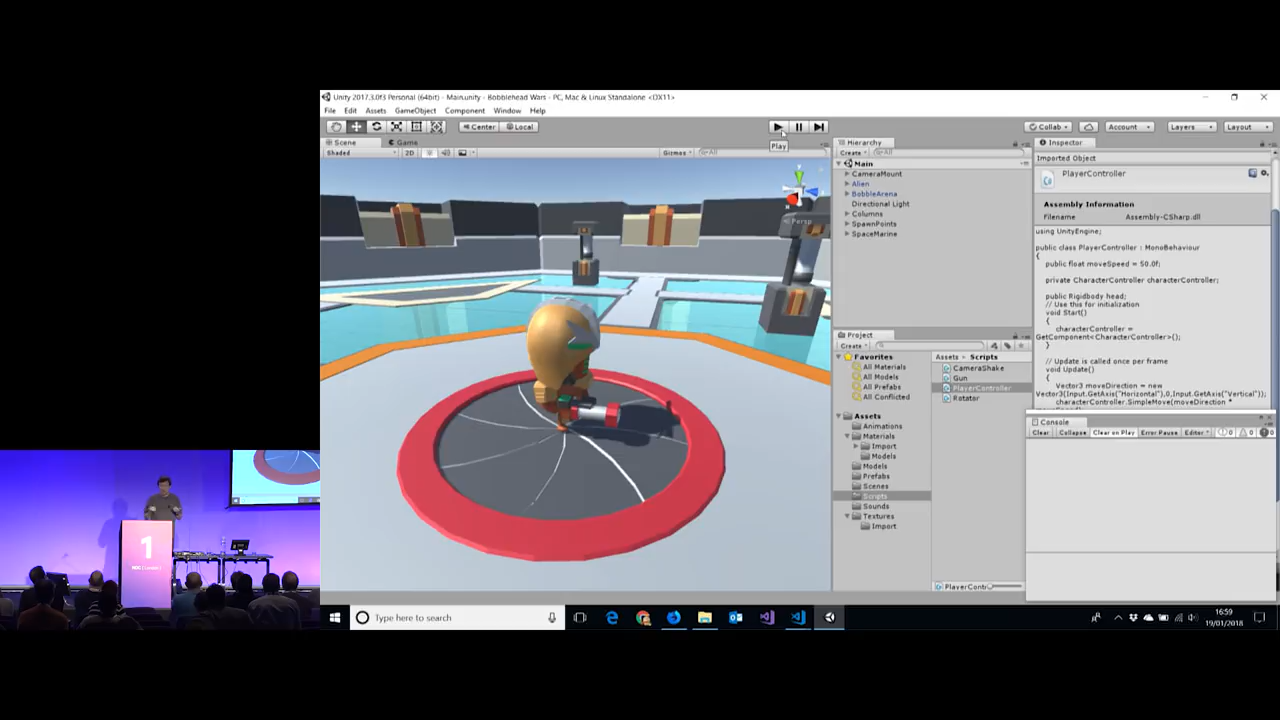 Unity 2017.3.0f3 Personal (64bit) - Main.unity - Bobblehead Wars - PC, Mac & Linux Standalone <DX11>
File Edit Assets GameObject Component Window Help
Center Local
Collab Account Layers Layout
Play
Scene Game
Shaded 2D Gizmos All
Persp
Hierarchy
Create All
Main
CameraMount
Alien
BobbleArena
Directional Light
Columns
SpawnPoints
SpaceMarine
Project
Create
Favorites
All Materials
All Models
All Prefabs
All Conflicted
Assets
Animations
Materials
Import
Models
Models
Prefabs
Scenes
Scripts
Sounds
Textures
Import
Assets Scripts
CameraShake
Gun
PlayerController
Rotator
PlayerContr
Inspector
Imported Object
PlayerController
Assembly Information
Filename Assembly-CSharp.dll
using UnityEngine;
public class PlayerController : MonoBehaviour
{
public float moveSpeed = 50.0f;
private CharacterController characterController;
public Rigidbody head;
// Use this for initialization
void Start()
{
characterController =
GetComponent<CharacterController>();
}
// Update is called once per frame
void Update()
{
Vector3 moveDirection = new
Vector3(Input.GetAxis("Horizontal"),0,Input.GetAxis("Vertical"));
characterController.SimpleMove(moveDirection *
Console
Clear Collapse Clear on Play Error Pause Editor 0 0 0
1
Type here to search
16:59
19/01/2018